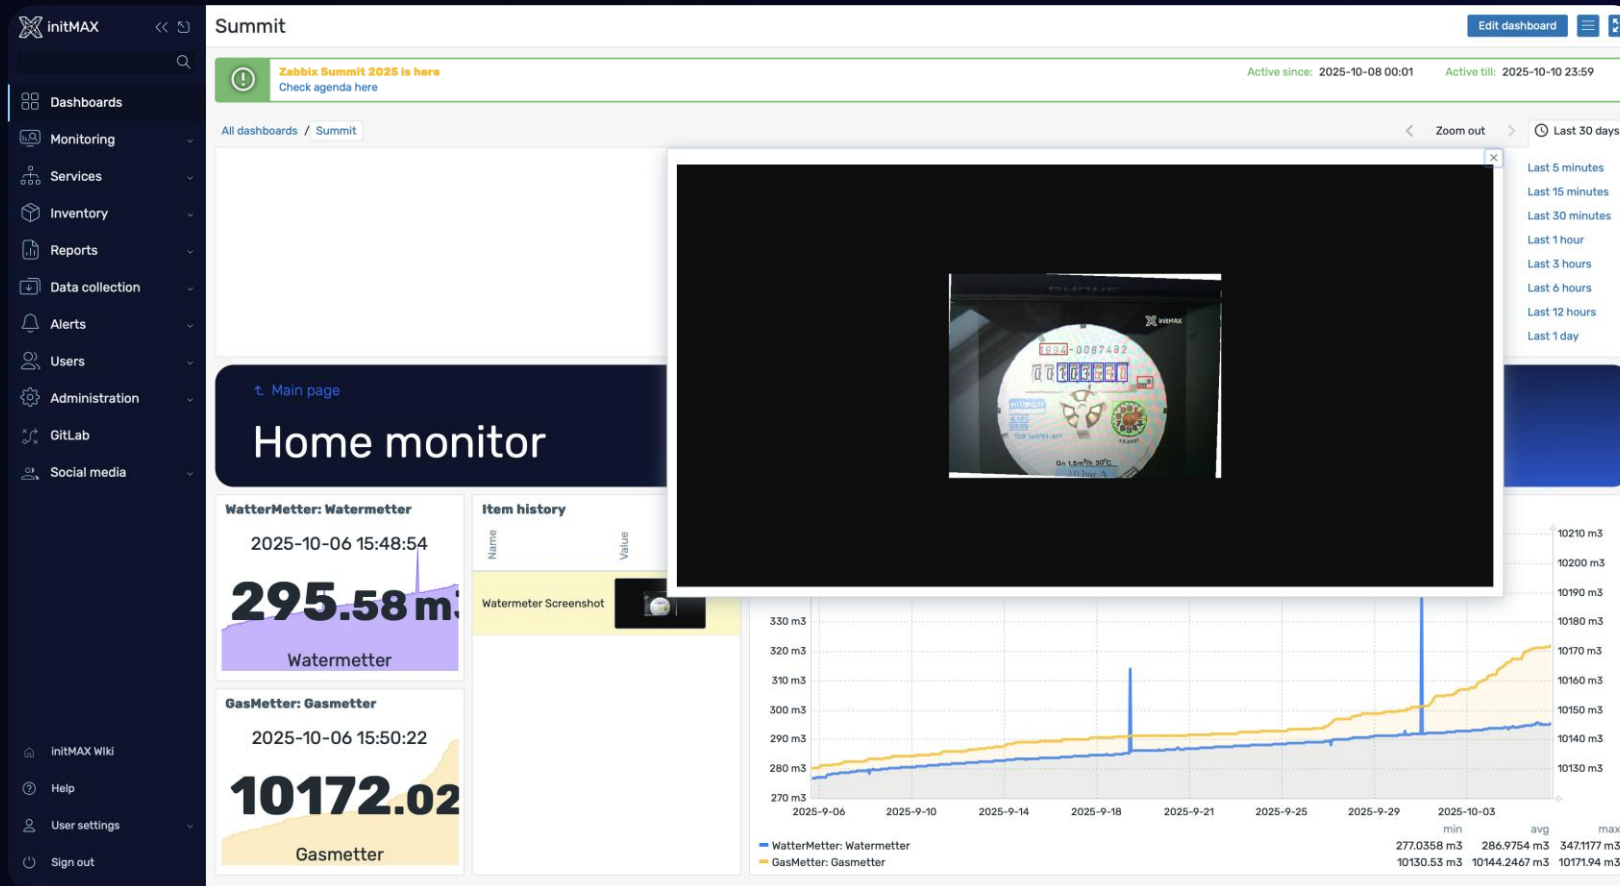 initMAX
Summit
Edit dashboard
Zabbix Summit 2025 is here
Check agenda here
Active since: 2025-10-08 00:01
Active till: 2025-10-10 23:59
Dashboards
Monitoring
Services
Inventory
Reports
Data collection
Alerts
Users
Administration
GitLab
Social media
initMAX WIki
Help
User settings
Sign out
All dashboards / Summit
Zoom out
Last 30 days
Last 5 minutes
Last 15 minutes
Last 30 minutes
Last 1 hour
Last 3 hours
Last 6 hours
Last 12 hours
Last 1 day
initMAX
1994-0087492
m³
Qn 1,5m³/h 30°C
Main page
Home monitor
WatterMetter: Watermetter
2025-10-06 15:48:54
295.58 m
Watermetter
GasMetter: Gasmetter
2025-10-06 15:50:22
10172.02
Gasmetter
Item history
Name
Value
Watermeter Screenshot
330 m3
320 m3
310 m3
300 m3
290 m3
280 m3
270 m3
10210 m3
10200 m3
10190 m3
10180 m3
10170 m3
10160 m3
10150 m3
10140 m3
10130 m3
2025-9-06
2025-9-10
2025-9-14
2025-9-18
2025-9-21
2025-9-25
2025-9-29
2025-10-03
min avg max
WatterMetter: Watermetter 277.0358 m3 286.9754 m3 347.1177 m3
GasMetter: Gasmetter 10130.53 m3 10144.2467 m3 10171.94 m3